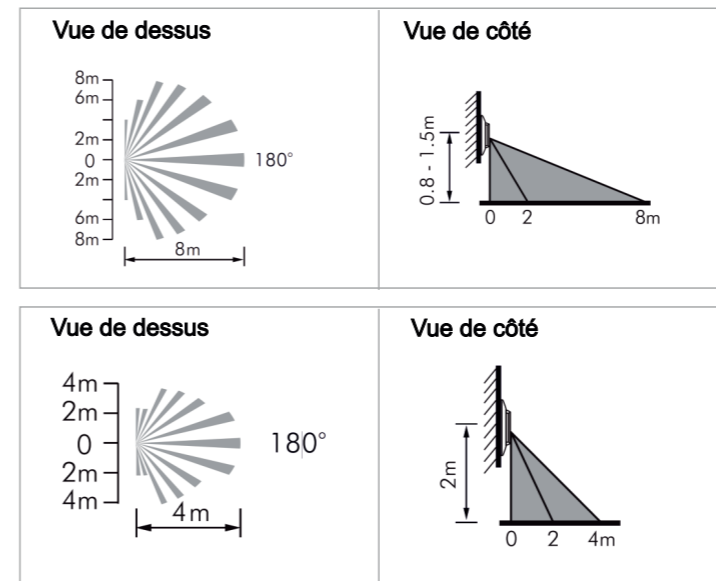 Vue de dessus
8m
6m
2m
0
2m
6m
8m
180°
8m
Vue de côté
0.8 - 1.5m
0 2 8m
Vue de dessus
4m
2m
0
2m
4m
180°
4m
Vue de côté
2m
0 2 4m